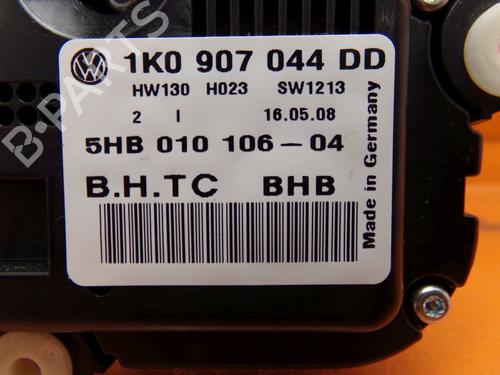 1K0 907 044 DD
HW130 H023 SW1213
2 I 16.05.08
5HB 010 106-04
B.H.TC BHB
Made in Germany